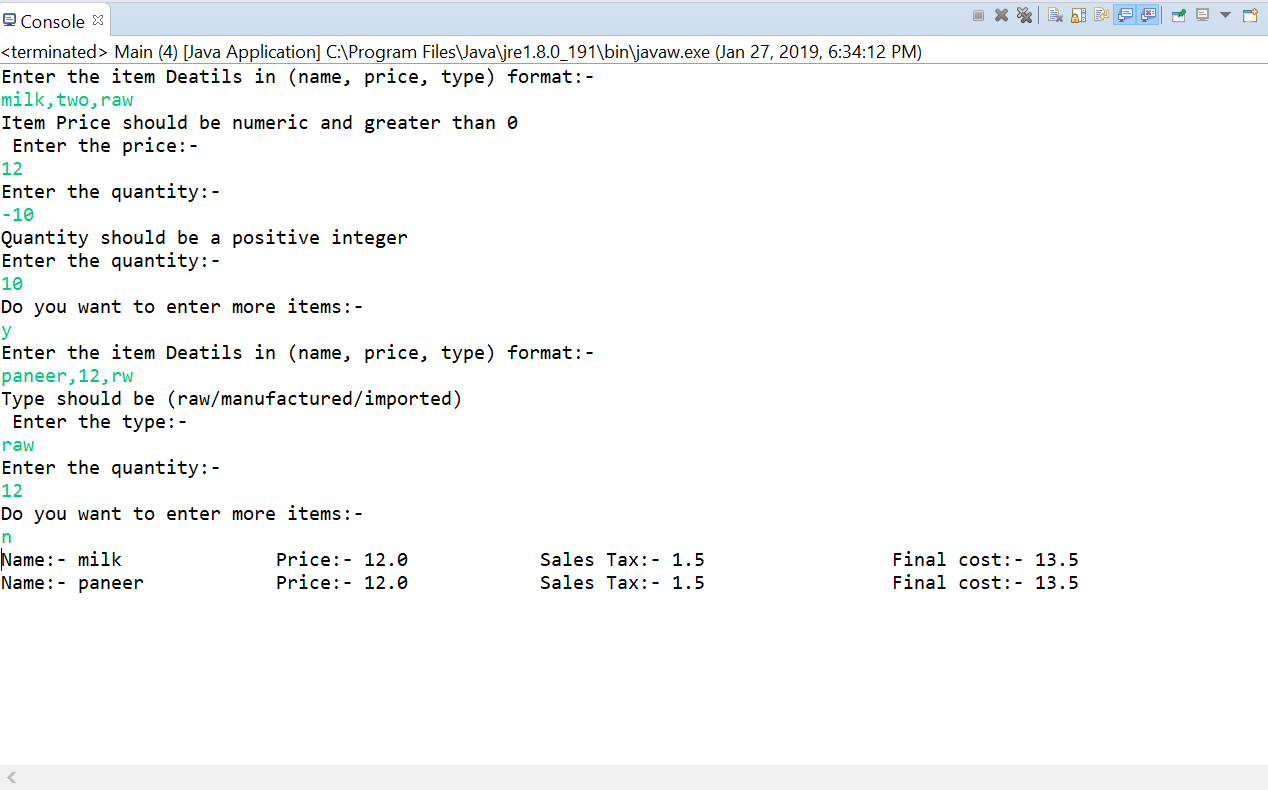 Console
<terminated> Main (4) [Java Application] C:\Program Files\Java\jre1.8.0_191\bin\javaw.exe (Jan 27, 2019, 6:34:12 PM)
Enter the item Deatils in (name, price, type) format:-
milk,two,raw
Item Price should be numeric and greater than 0
 Enter the price:-
12
Enter the quantity:-
-10
Quantity should be a positive integer
Enter the quantity:-
10
Do you want to enter more items:-
y
Enter the item Deatils in (name, price, type) format:-
paneer,12,rw
Type should be (raw/manufactured/imported)
 Enter the type:-
raw
Enter the quantity:-
12
Do you want to enter more items:-
n
Name:- milk Price:- 12.0 Sales Tax:- 1.5 Final cost:- 13.5
Name:- paneer Price:- 12.0 Sales Tax:- 1.5 Final cost:- 13.5